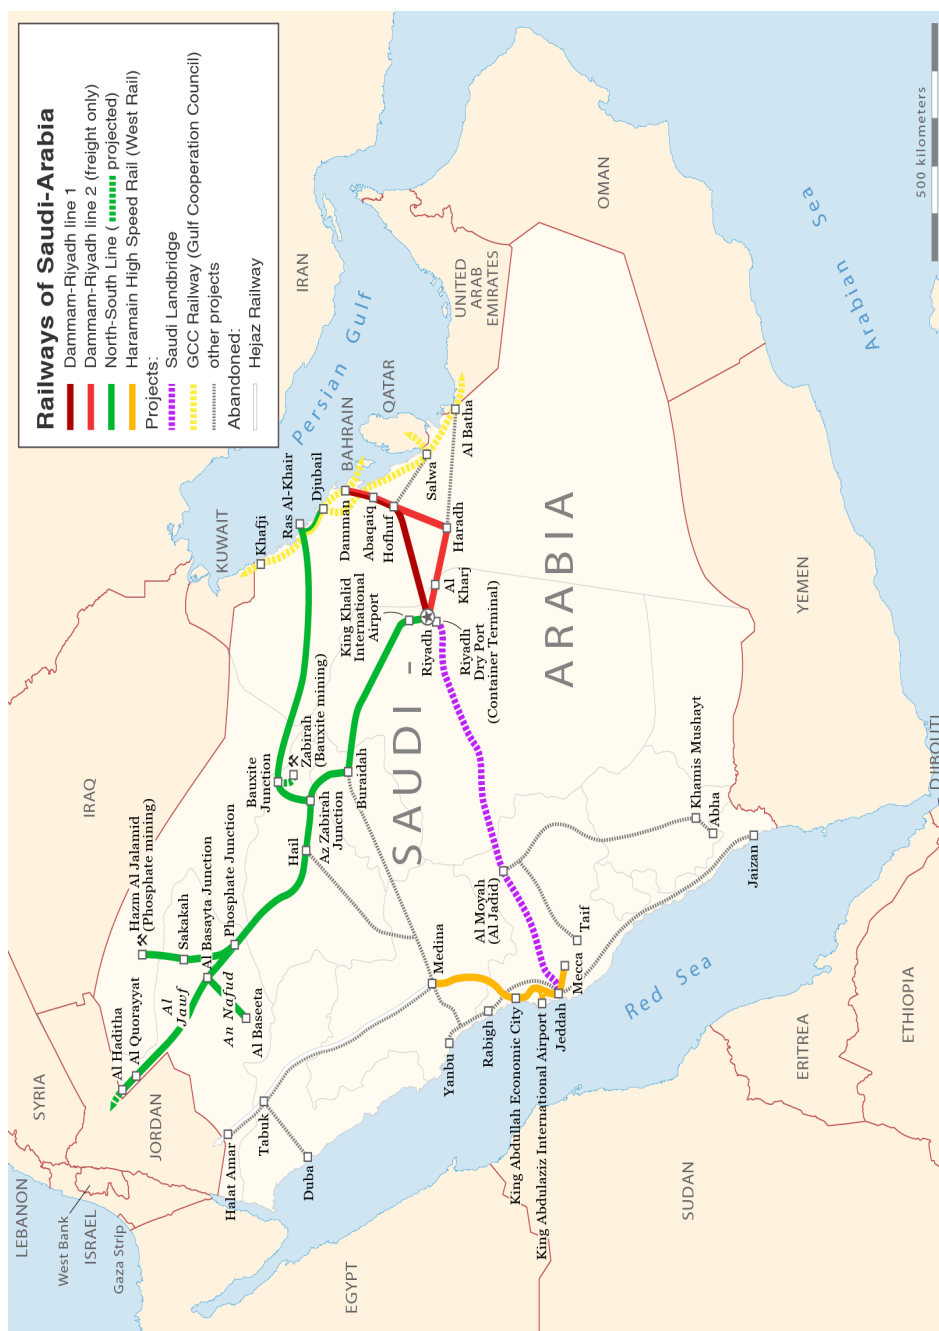 Railways of Saudi-Arabia
Dammam-Riyadh line 1
Dammam-Riyadh line 2 (freight only)
North-South Line ( projected)
Haramain High Speed Rail (West Rail)
Projects:
Saudi Landbridge
GCC Railway (Gulf Cooperation Council)
other projects
Abandoned:
Hejaz Railway
LEBANON
SYRIA
West Bank
ISRAEL
Gaza Strip
JORDAN
IRAQ
KUWAIT
IRAN
Persian Gulf
BAHRAIN
QATAR
UNITED
ARAB
EMIRATES
OMAN
EGYPT
SAUDI-
ARABIA
YEMEN
Red Sea
Arabian Sea
SUDAN
ERITREA
ETHIOPIA
DJIBOUTI
500 kilometers
Al Haditha
Al Quorayyat
Hazm Al Jalamid
(Phosphate mining)
Sakakah
Al Basayta Junction
Phosphate Junction
Al
Jawf
An Nafud
Al Baseeta
Halat Amar
Tabuk
Duba
Hail
Bauxite
Junction
Zabirah
(Bauxite mining)
Az Zabirah
Junction
Buraidah
Khafji
Ras Al-Khair
Djubail
Dammam
Abaqaiq
Hofhuf
Salwa
Al Batha
Haradh
Al
Kharj
King Khalid
International
Airport
Riyadh
Riyadh
Dry Port
(Container Terminal)
Medina
Yanbu
Rabigh
King Abdullah Economic City
King Abdulaziz International Airport
Jeddah
Mecca
Taif
Al Moyah
(Al Jadid)
Khamis Mushayt
Abha
Jaizan